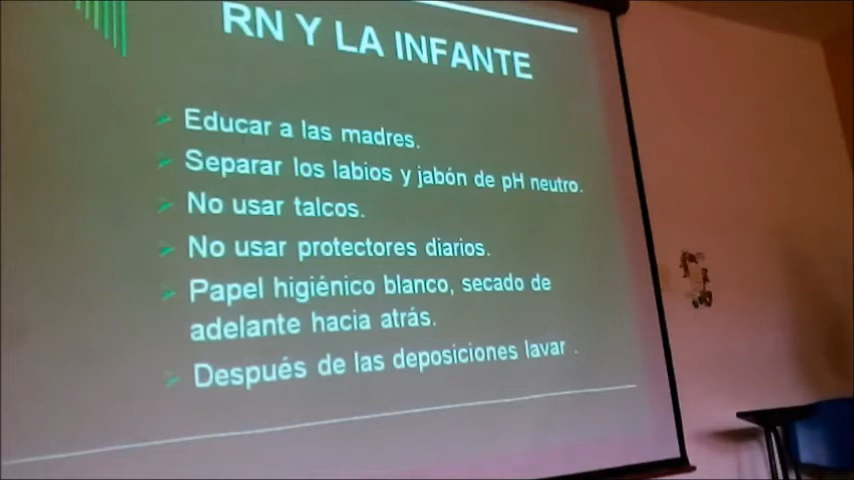 RN Y LA INFANTE
Educar a las madres.
Separar los labios y jabón de pH neutro.
No usar talcos.
No usar protectores diarios.
Papel higiénico blanco, secado de
adelante hacia atrás.
Después de las deposiciones lavar .